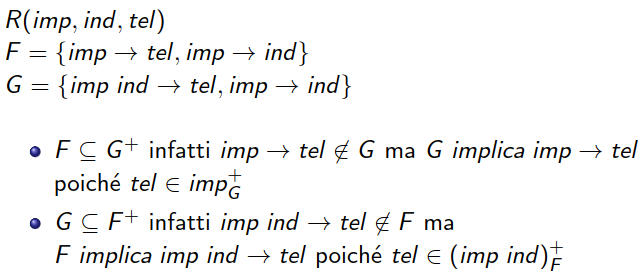 R(imp, ind, tel)
F = {imp → tel, imp → ind}
G = {imp ind → tel, imp → ind}
F ⊆ G⁺ infatti imp → tel ∉ G ma G implica imp → tel
poiché tel ∈ imp⁺_G
G ⊆ F⁺ infatti imp ind → tel ∉ F ma
F implica imp ind → tel poiché tel ∈ (imp ind)⁺_F